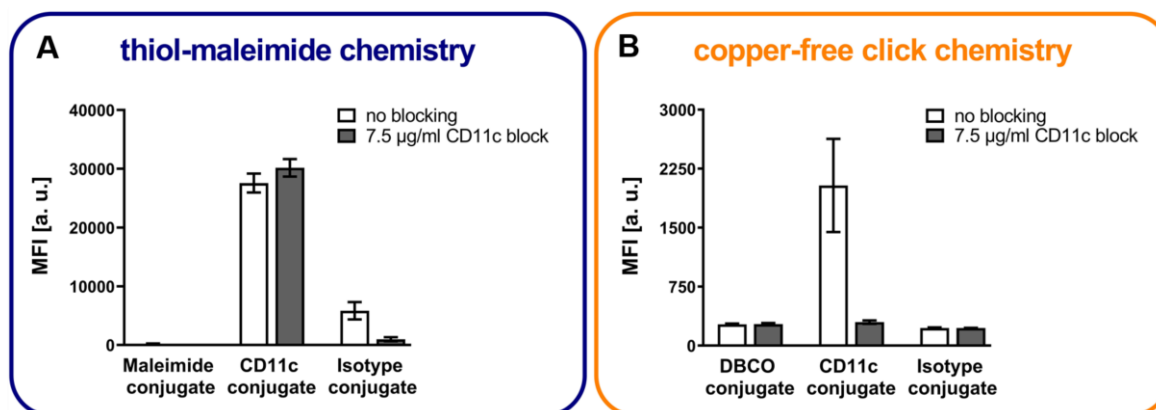 A
thiol-maleimide chemistry
no blocking
7.5 µg/ml CD11c block
MFI [a. u.]
40000
30000
20000
10000
0
Maleimide conjugate
CD11c conjugate
Isotype conjugate
B
copper-free click chemistry
no blocking
7.5 µg/ml CD11c block
MFI [a. u.]
3000
2250
1500
750
0
DBCO conjugate
CD11c conjugate
Isotype conjugate